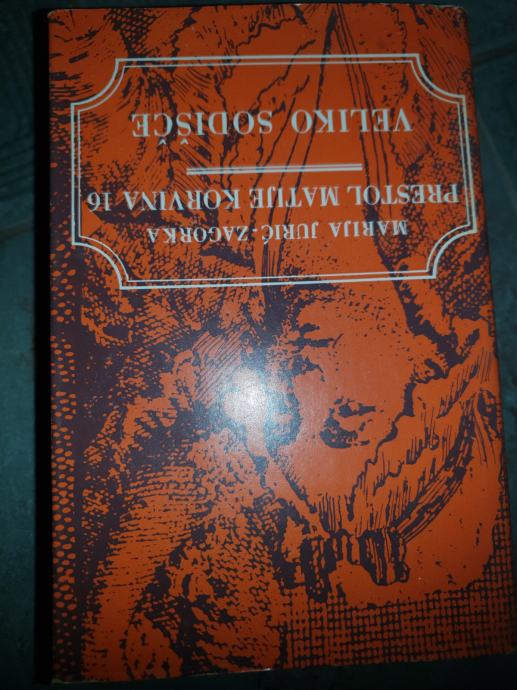 MARIJA JURIĆ-ZAGORKA
PRESTOL MATIJE KORVINA 16
VELIKO SODIŠČE